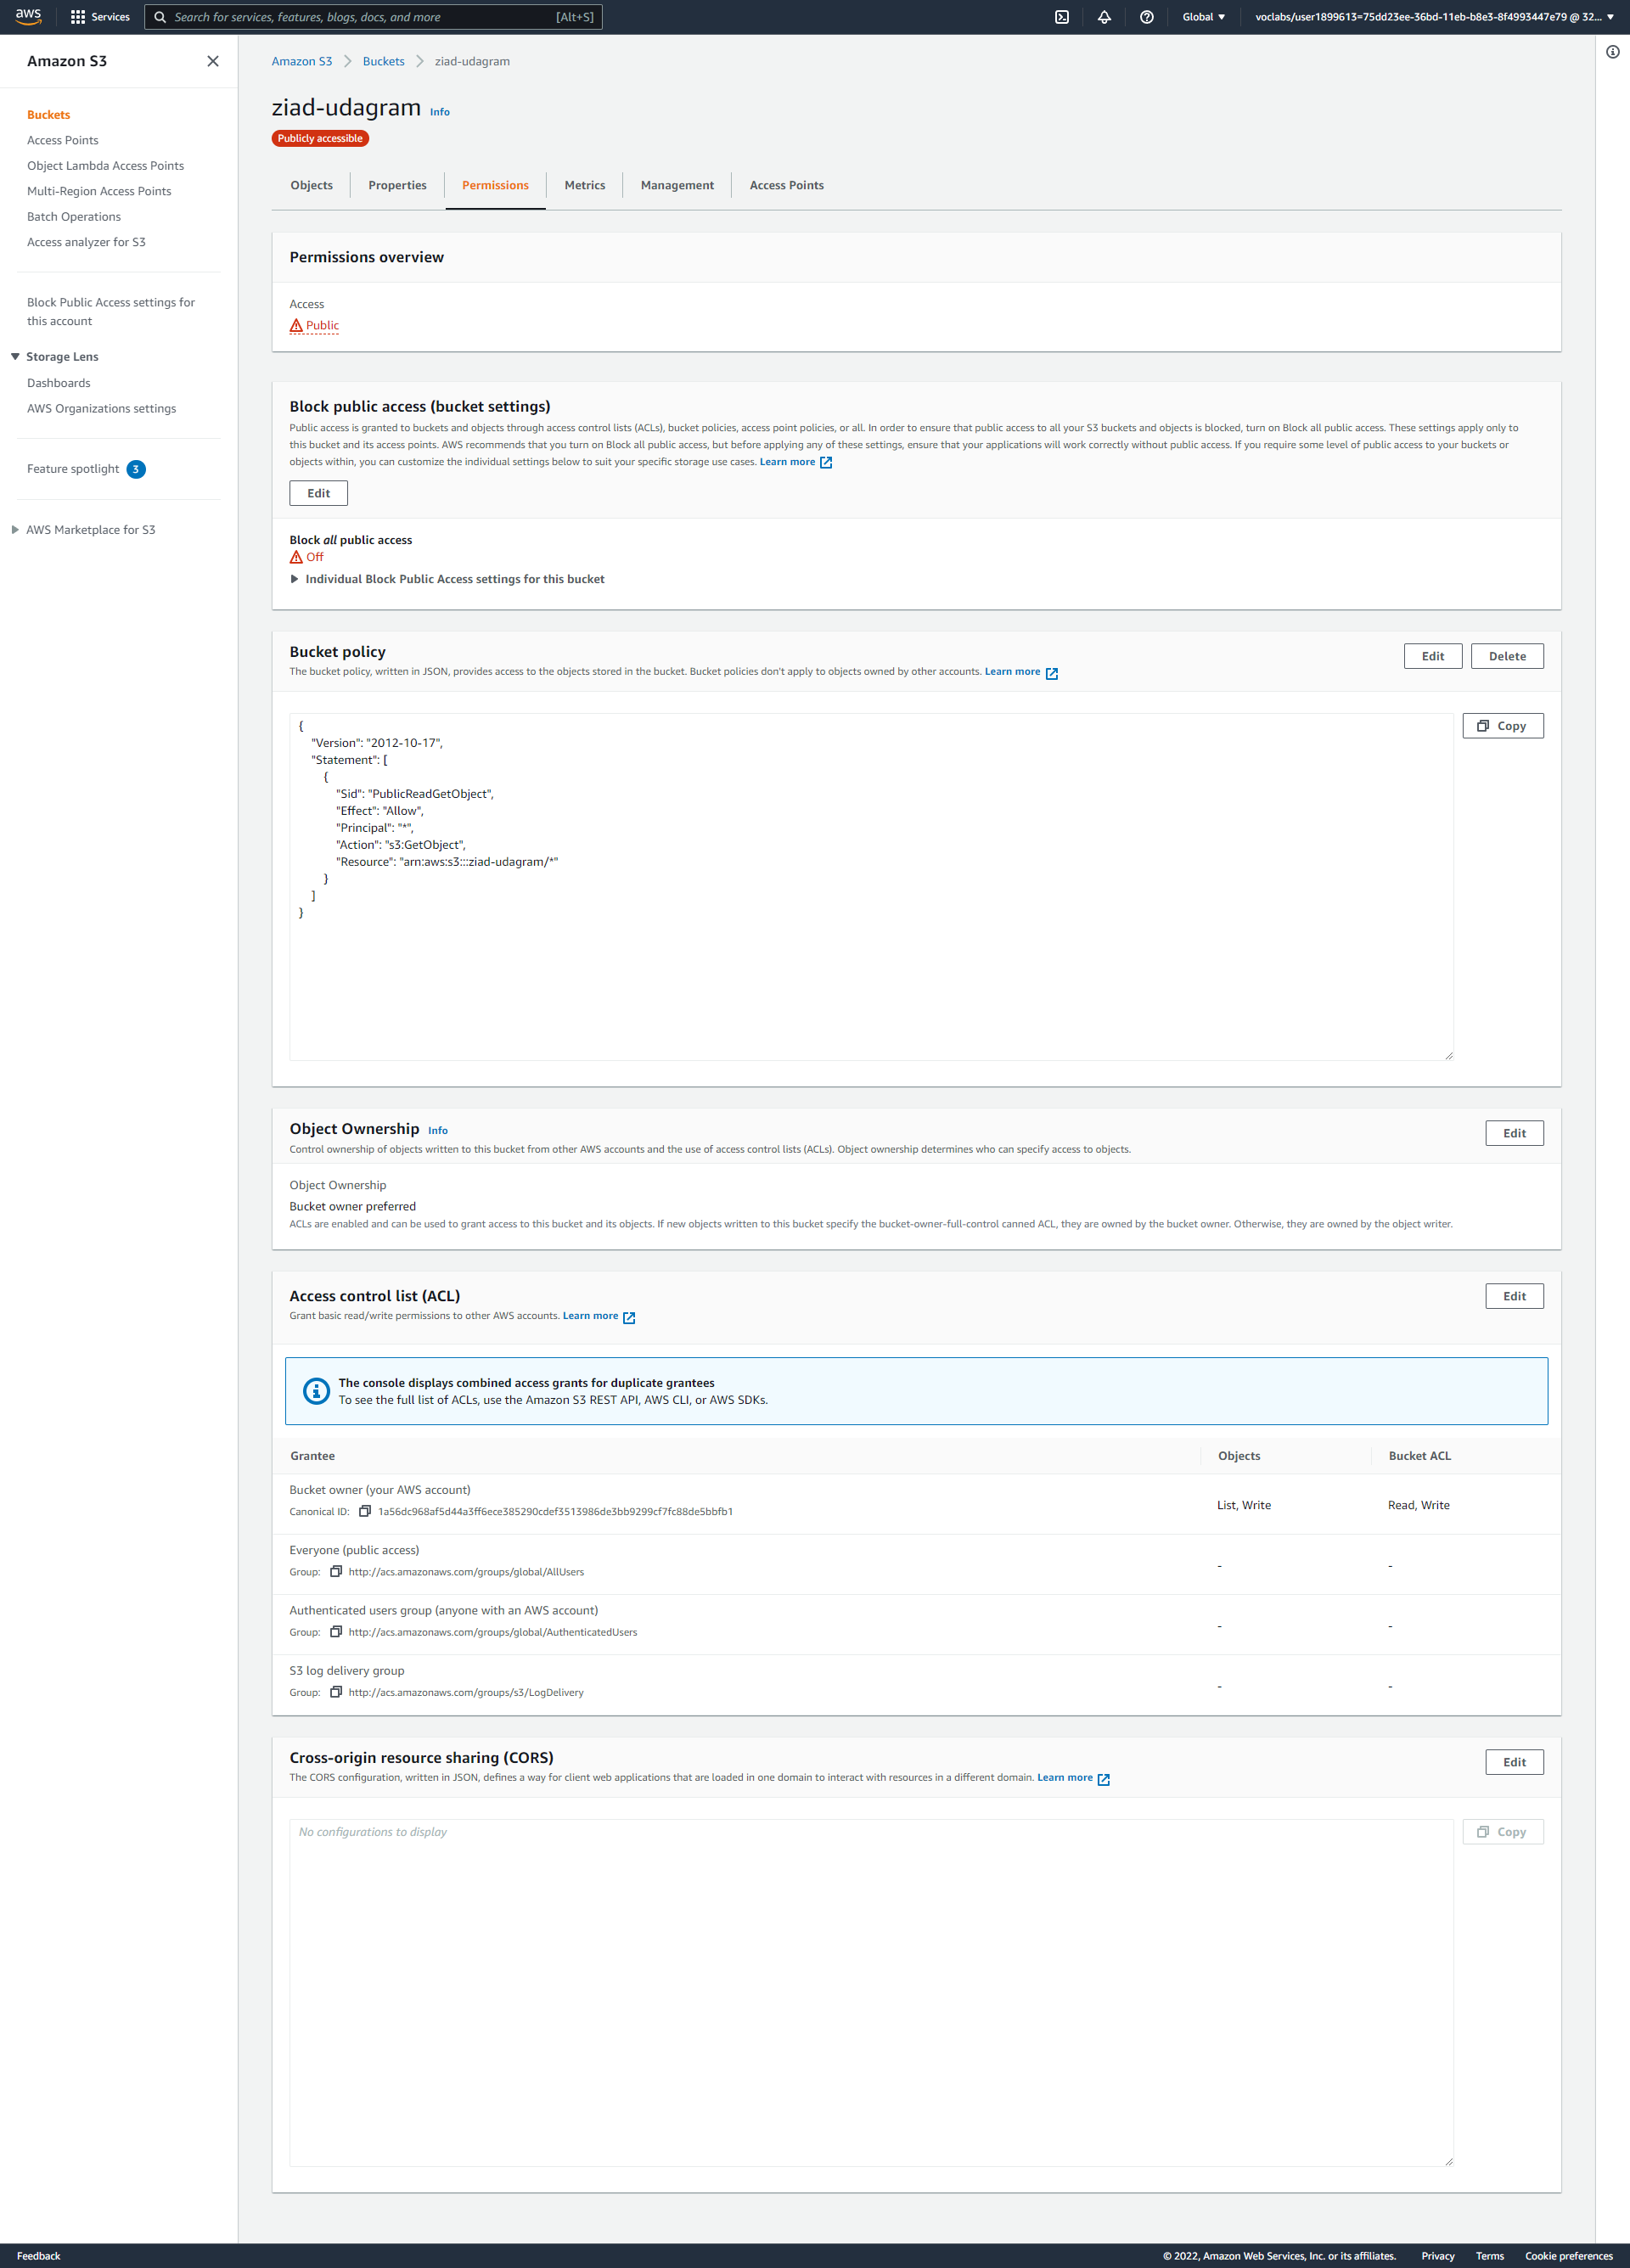 aws Services Search for services, features, blogs, docs, and more [Alt+S] Global voclabs/user1899613=75dd23ee-36bd-11eb-b8e3-8f4993447e79 @ 32...
Amazon S3
Buckets
Access Points
Object Lambda Access Points
Multi-Region Access Points
Batch Operations
Access analyzer for S3
Block Public Access settings for
this account
Storage Lens
Dashboards
AWS Organizations settings
Feature spotlight 3
AWS Marketplace for S3
Amazon S3 Buckets ziad-udagram
ziad-udagram Info
Publicly accessible
Objects Properties Permissions Metrics Management Access Points
Permissions overview
Access
Public
Block public access (bucket settings)
Public access is granted to buckets and objects through access control lists (ACLs), bucket policies, access point policies, or all. In order to ensure that public access to all your S3 buckets and objects is blocked, turn on Block all public access. These settings apply only to
this bucket and its access points. AWS recommends that you turn on Block all public access, but before applying any of these settings, ensure that your applications will work correctly without public access. If you require some level of public access to your buckets or
objects within, you can customize the individual settings below to suit your specific storage use cases. Learn more
Edit
Block all public access
Off
Individual Block Public Access settings for this bucket
Bucket policy
The bucket policy, written in JSON, provides access to the objects stored in the bucket. Bucket policies don't apply to objects owned by other accounts. Learn more
Edit Delete
Copy
{
"Version": "2012-10-17",
"Statement": [
{
"Sid": "PublicReadGetObject",
"Effect": "Allow",
"Principal": "*",
"Action": "s3:GetObject",
"Resource": "arn:aws:s3:::ziad-udagram/*"
}
]
}
Object Ownership Info
Edit
Control ownership of objects written to this bucket from other AWS accounts and the use of access control lists (ACLs). Object ownership determines who can specify access to objects.
Object Ownership
Bucket owner preferred
ACLs are enabled and can be used to grant access to this bucket and its objects. If new objects written to this bucket specify the bucket-owner-full-control canned ACL, they are owned by the bucket owner. Otherwise, they are owned by the object writer.
Access control list (ACL)
Edit
Grant basic read/write permissions to other AWS accounts. Learn more
The console displays combined access grants for duplicate grantees
To see the full list of ACLs, use the Amazon S3 REST API, AWS CLI, or AWS SDKs.
Grantee Objects Bucket ACL
Bucket owner (your AWS account)
Canonical ID: 1a56dc968af5d44a3ff6ece385290cdef3513986de3bb9299cf7fc88de5bbfb1
List, Write Read, Write
Everyone (public access)
Group: http://acs.amazonaws.com/groups/global/AllUsers
- -
Authenticated users group (anyone with an AWS account)
Group: http://acs.amazonaws.com/groups/global/AuthenticatedUsers
- -
S3 log delivery group
Group: http://acs.amazonaws.com/groups/s3/LogDelivery
- -
Cross-origin resource sharing (CORS)
Edit
The CORS configuration, written in JSON, defines a way for client web applications that are loaded in one domain to interact with resources in a different domain. Learn more
No configurations to display
Copy
Feedback © 2022, Amazon Web Services, Inc. or its affiliates. Privacy Terms Cookie preferences